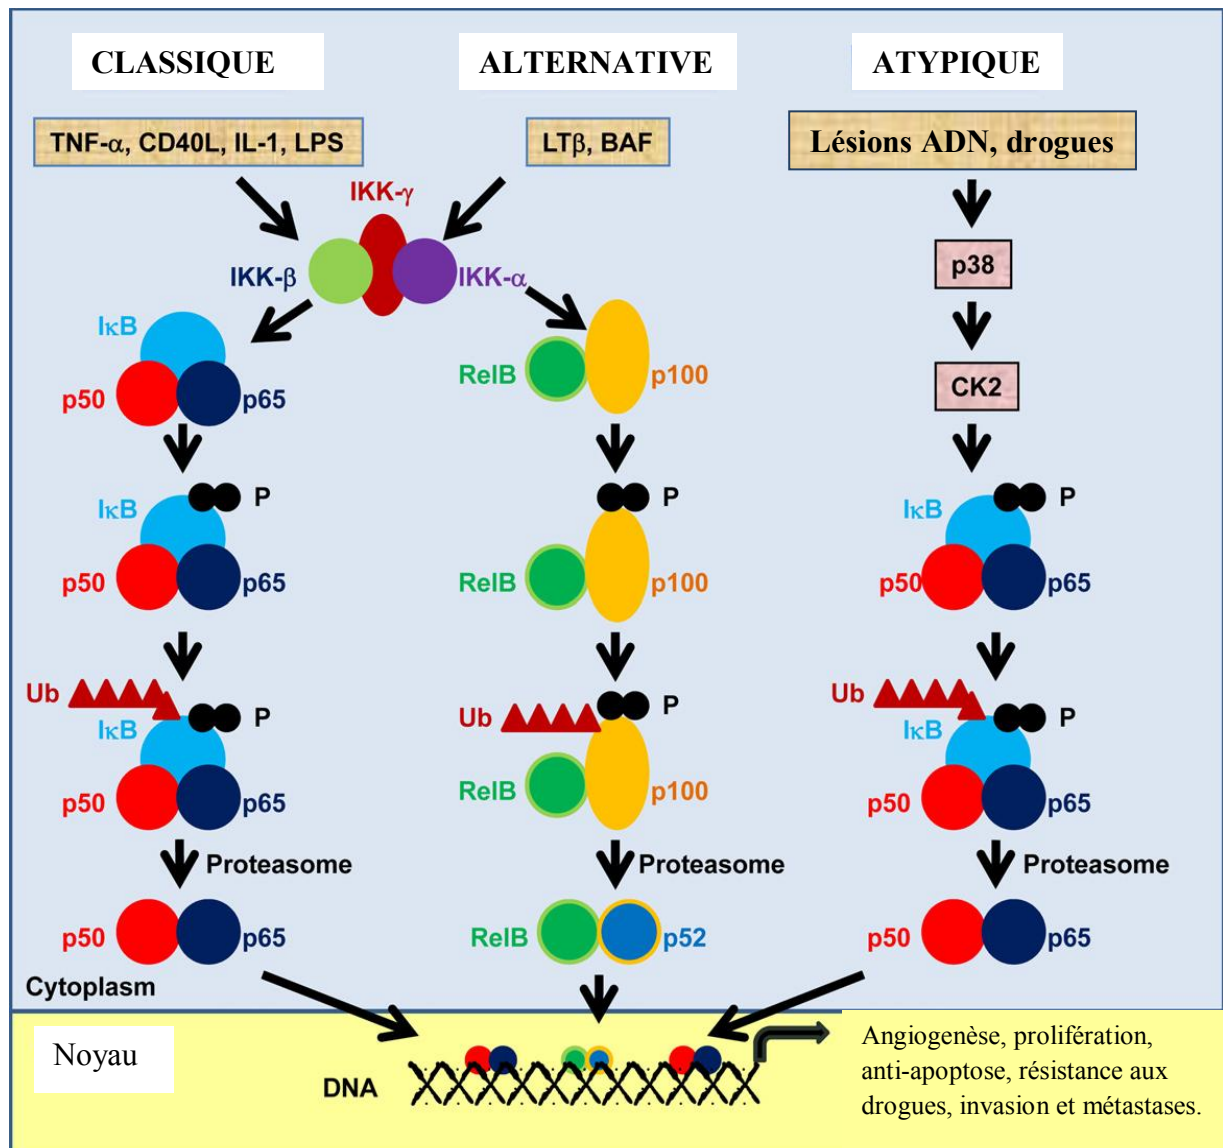 CLASSIQUE
ALTERNATIVE
ATYPIQUE
TNF-α, CD40L, IL-1, LPS
LTβ, BAF
Lésions ADN, drogues
IKK-γ
IKK-β
IKK-α
p38
IκB
p50
p65
RelB
p100
CK2
IκB
P
p50
p65
P
RelB
p100
IκB
P
p50
p65
Ub
P
IκB
p50
p65
Ub
P
RelB
p100
Ub
P
IκB
p50
p65
Proteasome
Proteasome
Proteasome
p50
p65
RelB
p52
p50
p65
Cytoplasm
Noyau
DNA
Angiogenèse, prolifération,
anti-apoptose, résistance aux
drogues, invasion et métastases.